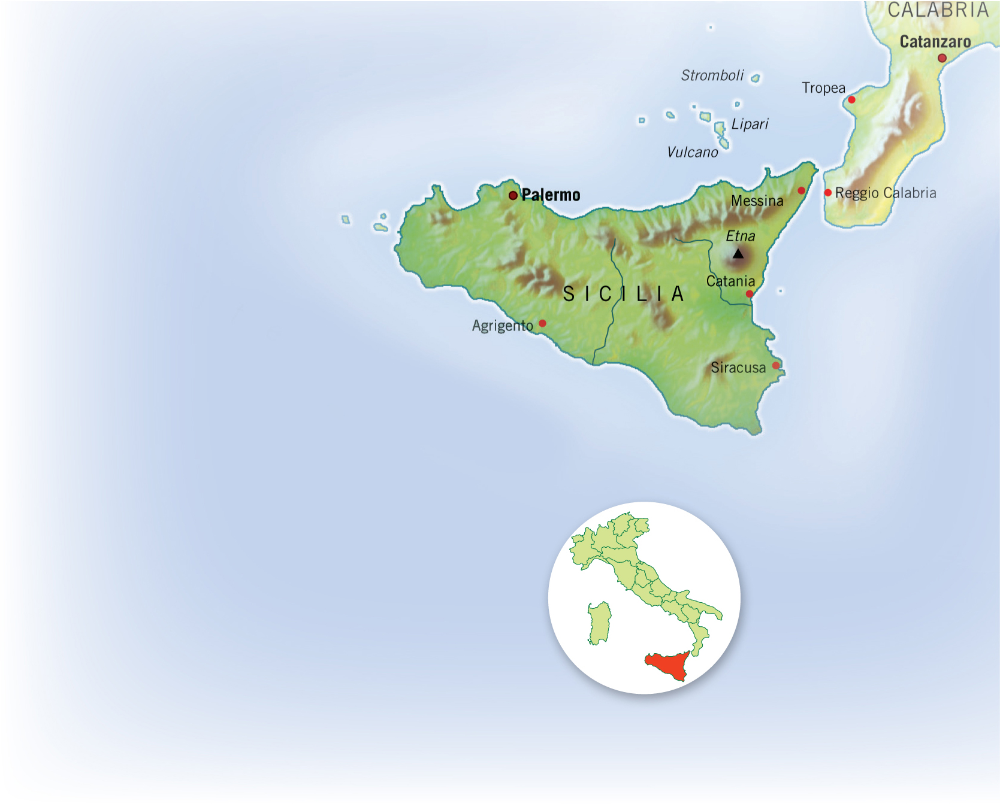 CALABRIA
Catanzaro
Stromboli
Tropea
Lipari
Vulcano
Palermo
Messina
Reggio Calabria
Etna
Catania
SICILIA
Agrigento
Siracusa